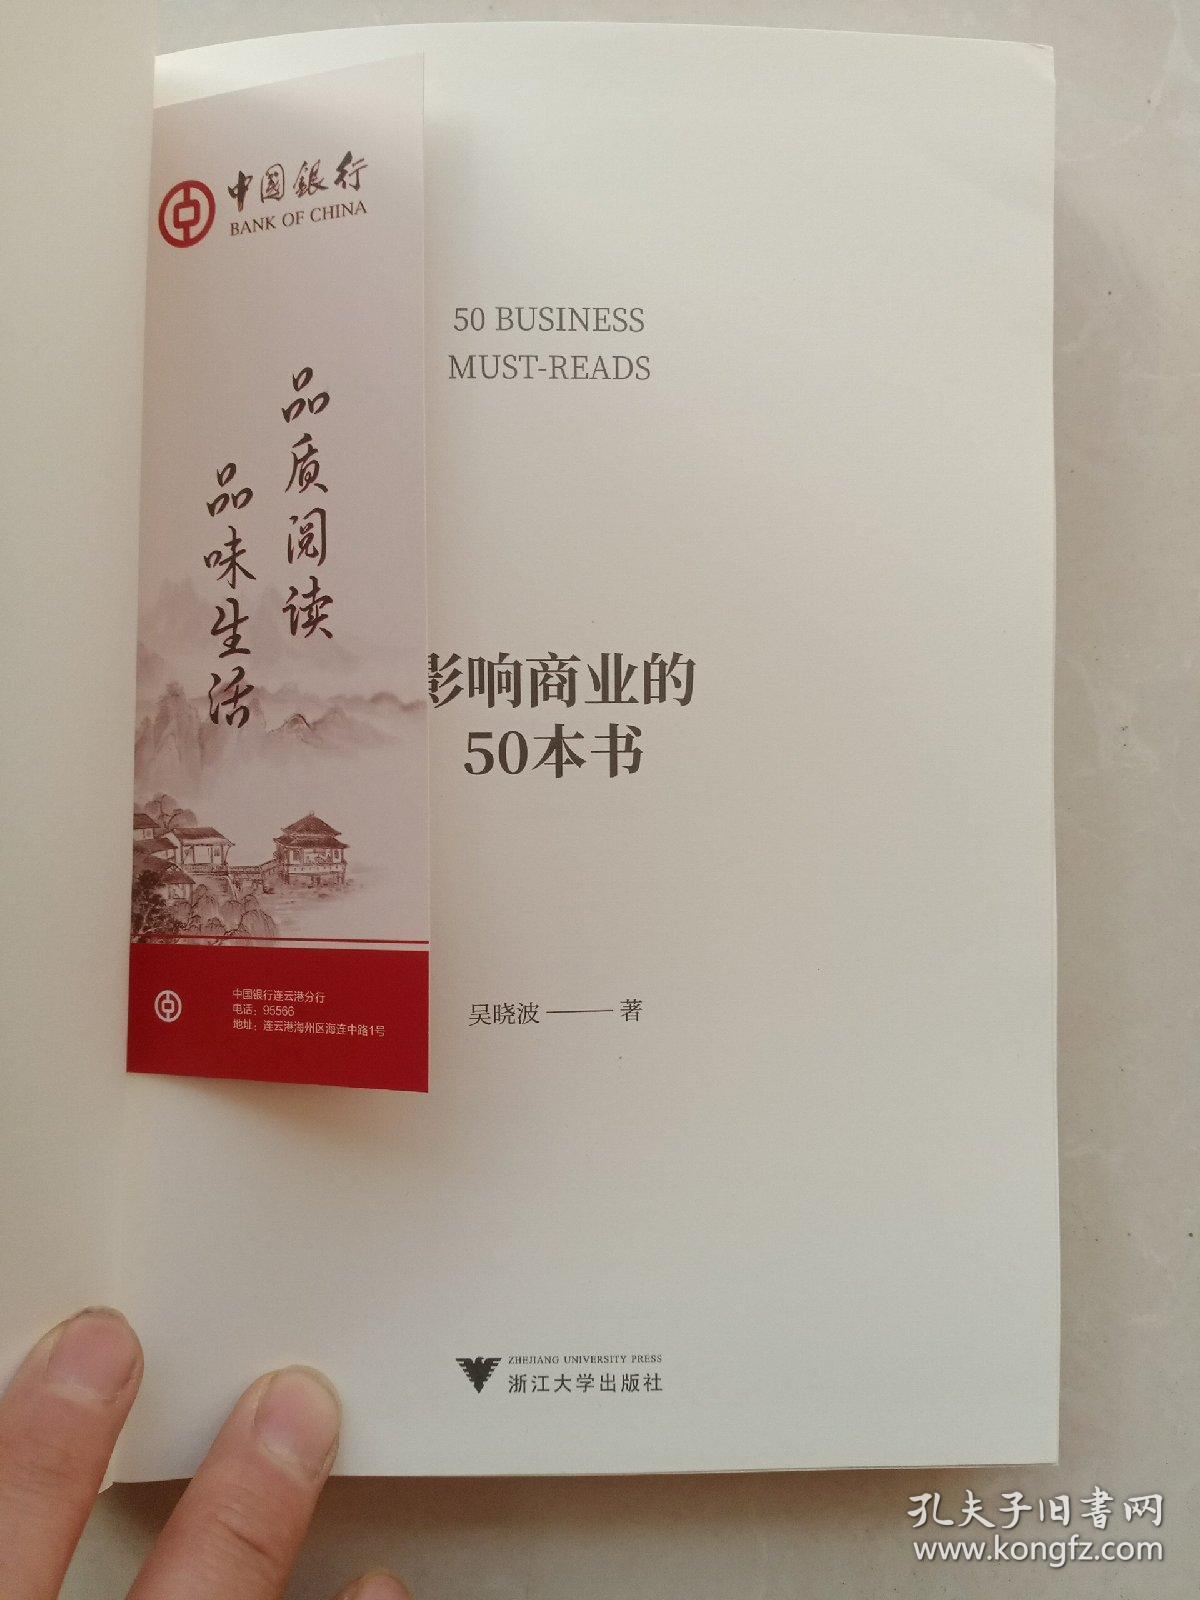 中國銀行
BANK OF CHINA
品质阅读
品味生活
中国银行连云港分行
电话：95566
地址：连云港海州区海连中路1号
50 BUSINESS
MUST-READS
影响商业的
50本书
吴晓波——著
ZHEJIANG UNIVERSITY PRESS
浙江大学出版社
孔夫子旧书网
www.kongfz.com